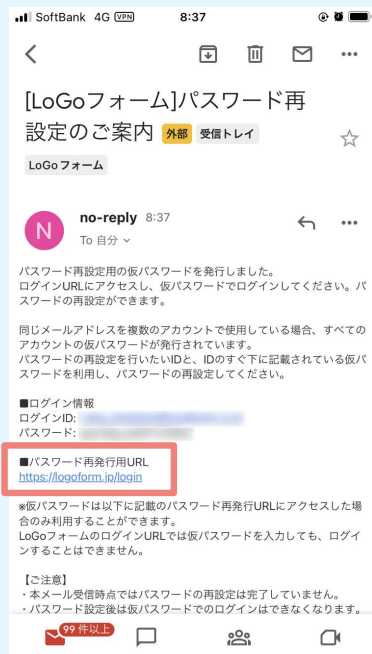 SoftBank 4G VPN 8:37
[LoGoフォーム]パスワード再
設定のご案内 外部 受信トレイ
LoGoフォーム
N no-reply 8:37
To 自分
パスワード再設定用の仮パスワードを発行しました。
ログインURLにアクセスし、仮パスワードでログインしてください。パ
スワードの再設定ができます。
同じメールアドレスを複数のアカウントで使用している場合、すべての
アカウントの仮パスワードが発行されています。
パスワードの再設定を行いたいIDと、IDのすぐ下に記載されている仮パ
スワードを利用し、パスワードの再設定してください。
■ログイン情報
ログインID:
パスワード:
■パスワード再発行用URL
https://logoform.jp/login
※仮パスワードは以下に記載のパスワード再発行URLにアクセスした場
合のみ利用することができます。
LoGoフォームのログインURLでは仮パスワードを入力しても、ログイ
ンすることはできません。
【ご注意】
・本メール受信時点ではパスワードの再設定は完了していません。
・パスワード設定後は仮パスワードでのログインはできなくなります。
99 件以上